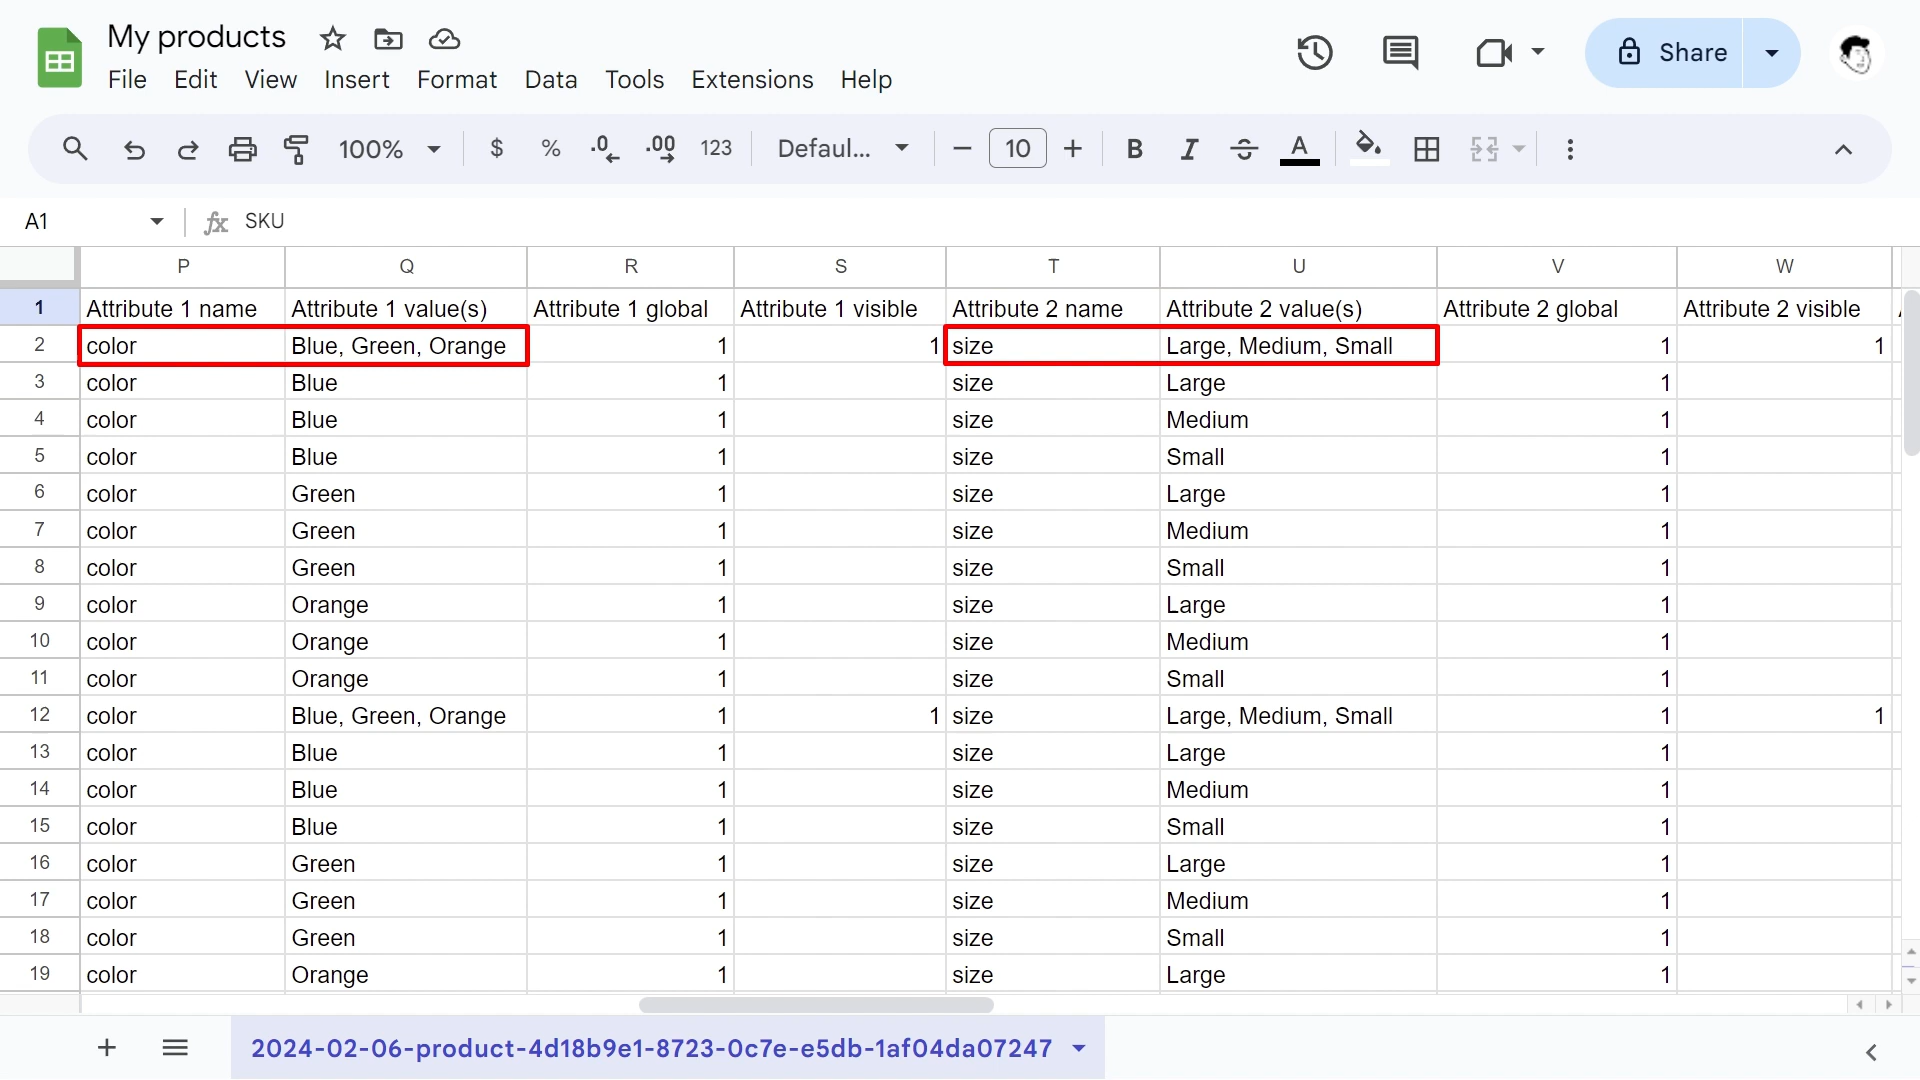 My products
File Edit View Insert Format Data Tools Extensions Help
Share
100% $ % .0 .00 123 Defaul... 10 B I A
A1 fx SKU
P Q R S T U V W
1 Attribute 1 name Attribute 1 value(s) Attribute 1 global Attribute 1 visible Attribute 2 name Attribute 2 value(s) Attribute 2 global Attribute 2 visible
2 color Blue, Green, Orange 1 1 size Large, Medium, Small 1 1
3 color Blue 1 size Large 1
4 color Blue 1 size Medium 1
5 color Blue 1 size Small 1
6 color Green 1 size Large 1
7 color Green 1 size Medium 1
8 color Green 1 size Small 1
9 color Orange 1 size Large 1
10 color Orange 1 size Medium 1
11 color Orange 1 size Small 1
12 color Blue, Green, Orange 1 1 size Large, Medium, Small 1 1
13 color Blue 1 size Large 1
14 color Blue 1 size Medium 1
15 color Blue 1 size Small 1
16 color Green 1 size Large 1
17 color Green 1 size Medium 1
18 color Green 1 size Small 1
19 color Orange 1 size Large 1
2024-02-06-product-4d18b9e1-8723-0c7e-e5db-1af04da07247